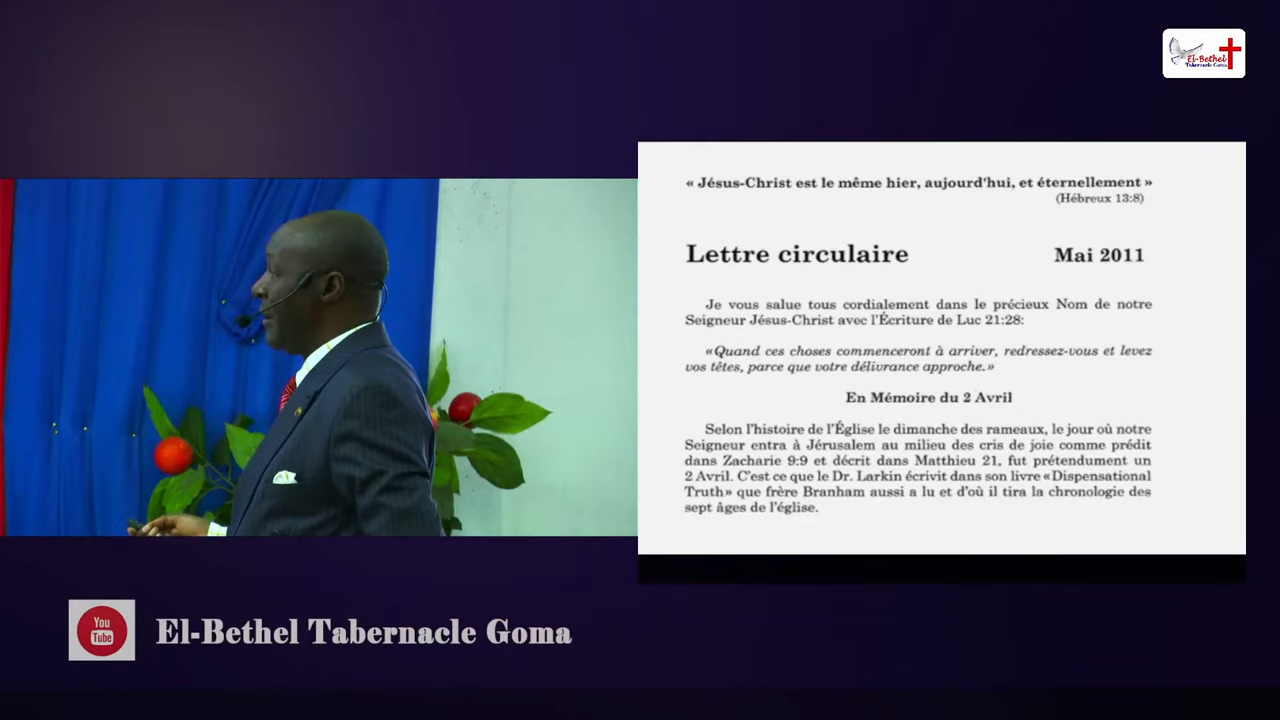 El-Bethel
Tabernacle Goma
« Jésus-Christ est le même hier, aujourd'hui, et éternellement »
(Hébreux 13:8)
Lettre circulaire Mai 2011
Je vous salue tous cordialement dans le précieux Nom de notre
Seigneur Jésus-Christ avec l'Écriture de Luc 21:28:
«Quand ces choses commenceront à arriver, redressez-vous et levez
vos têtes, parce que votre délivrance approche.»
En Mémoire du 2 Avril
Selon l'histoire de l'Église le dimanche des rameaux, le jour où notre
Seigneur entra à Jérusalem au milieu des cris de joie comme prédit
dans Zacharie 9:9 et décrit dans Matthieu 21, fut prétendument un
2 Avril. C'est ce que le Dr. Larkin écrivit dans son livre «Dispensational
Truth» que frère Branham aussi a lu et d'où il tira la chronologie des
sept âges de l'église.
You
Tube
El-Bethel Tabernacle Goma